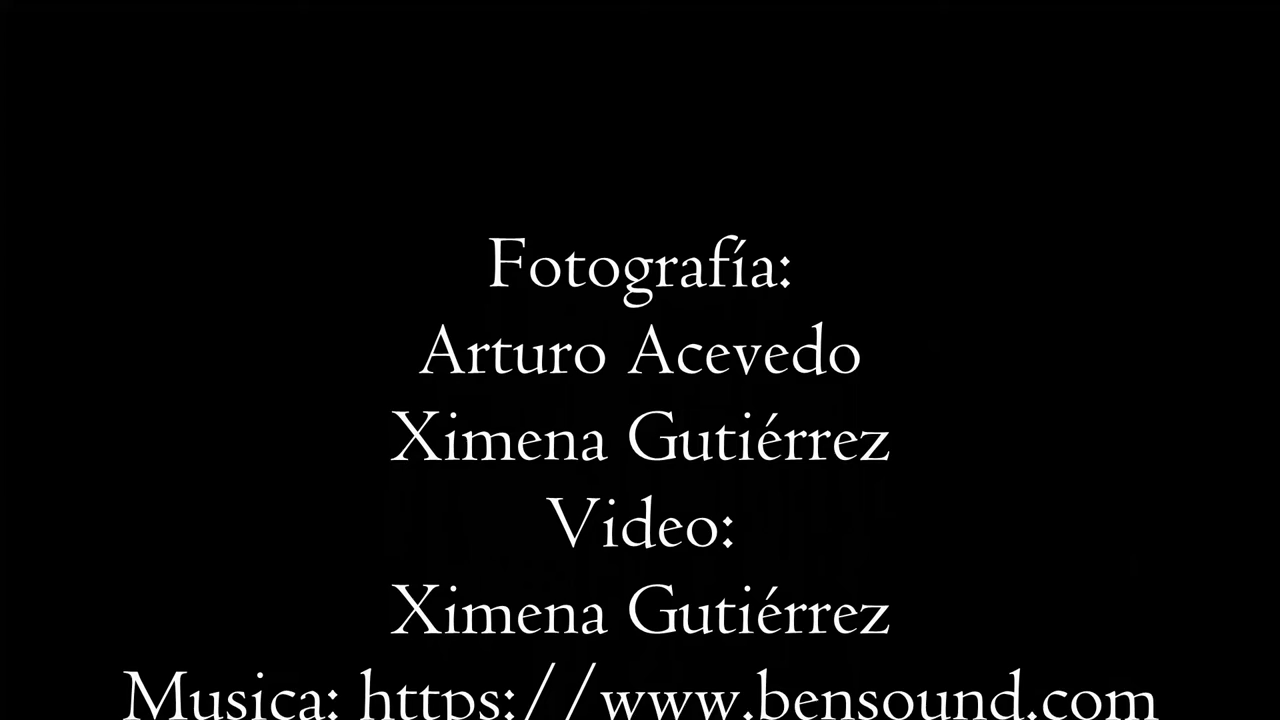 Fotografía:
Arturo Acevedo
Ximena Gutiérrez
Video:
Ximena Gutiérrez
Musica: https://www.bensound.com